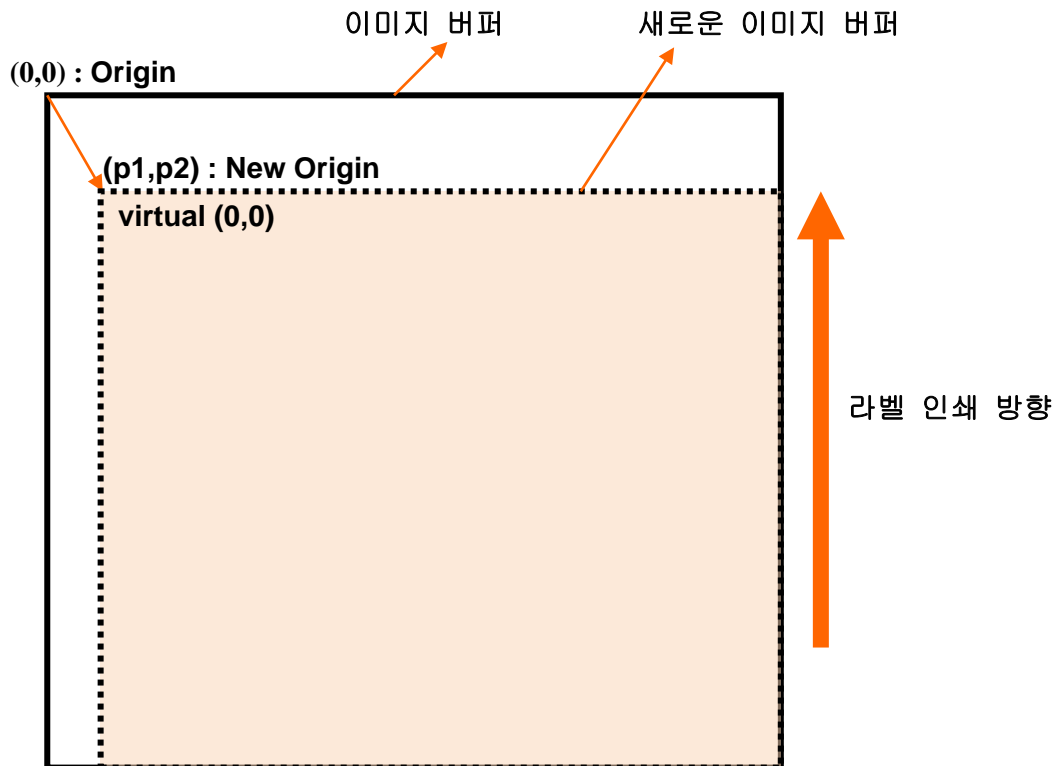 이미지 버퍼
새로운 이미지 버퍼
(0,0) : Origin
(p1,p2) : New Origin
virtual (0,0)
라벨 인쇄 방향